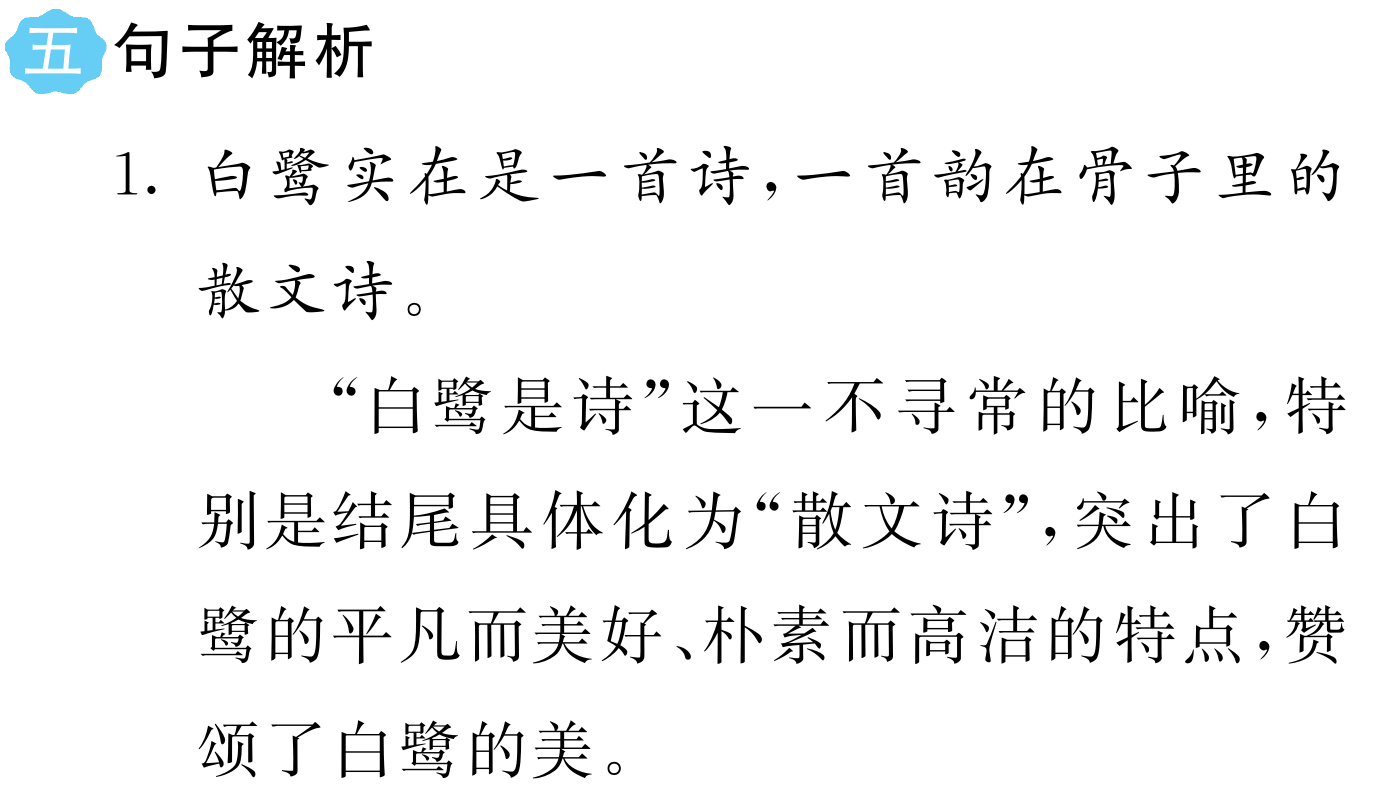 五 句子解析
1. 白鹭实在是一首诗,一首韵在骨子里的
散文诗。
“白鹭是诗”这一不寻常的比喻,特
别是结尾具体化为“散文诗”,突出了白
鹭的平凡而美好、朴素而高洁的特点,赞
颂了白鹭的美。